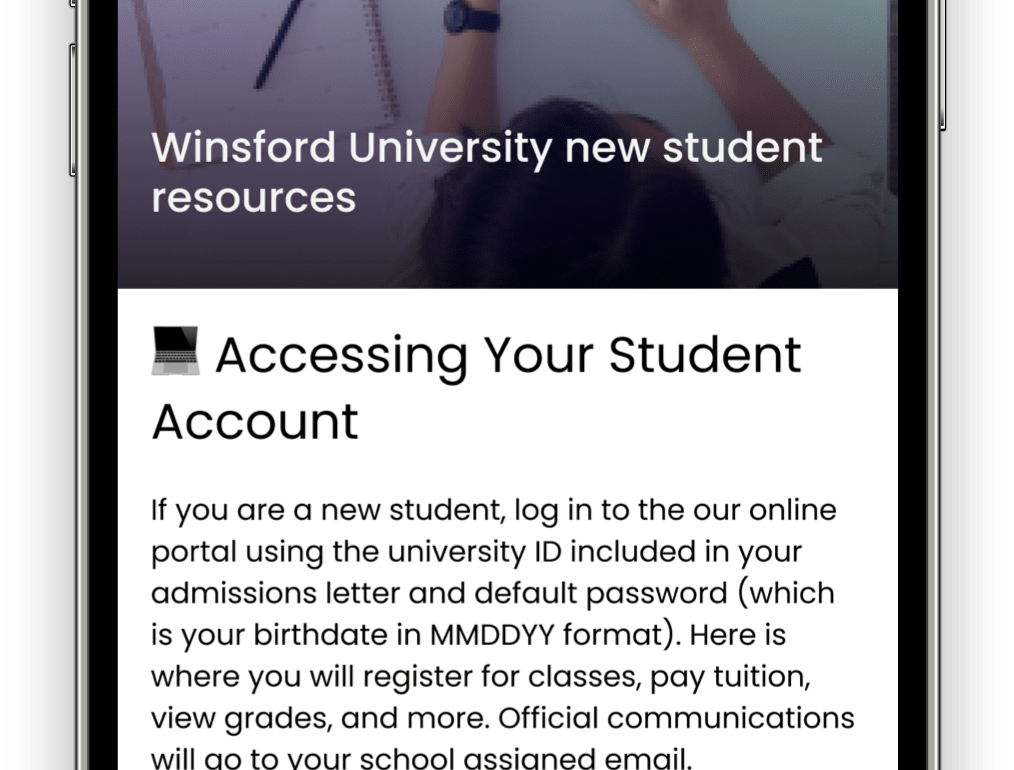 Winsford University new student
resources
Accessing Your Student
Account
If you are a new student, log in to the our online
portal using the university ID included in your
admissions letter and default password (which
is your birthdate in MMDDYY format). Here is
where you will register for classes, pay tuition,
view grades, and more. Official communications
will go to your school assigned email.